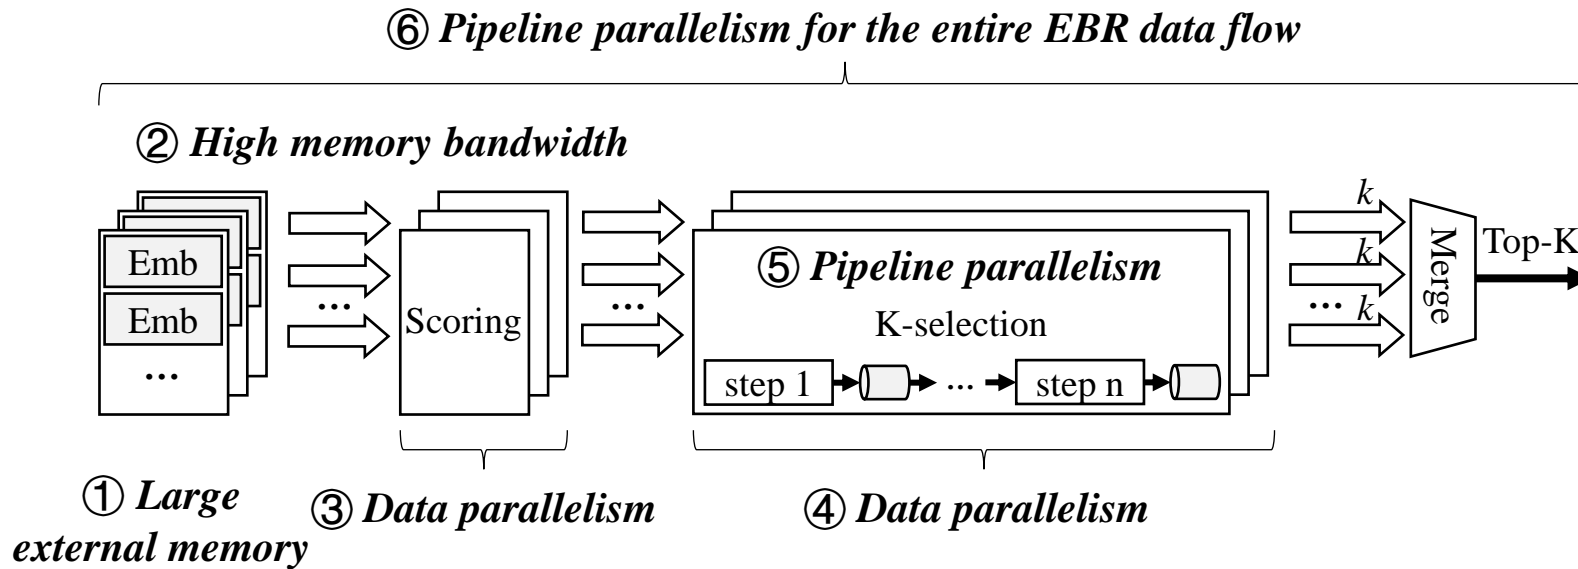 ⑥ Pipeline parallelism for the entire EBR data flow
② High memory bandwidth
Emb
Emb
...
...
Scoring
...
⑤ Pipeline parallelism
K-selection
step 1
...
step n
k
k
...
k
Merge
Top-K
① Large
external memory
③ Data parallelism
④ Data parallelism